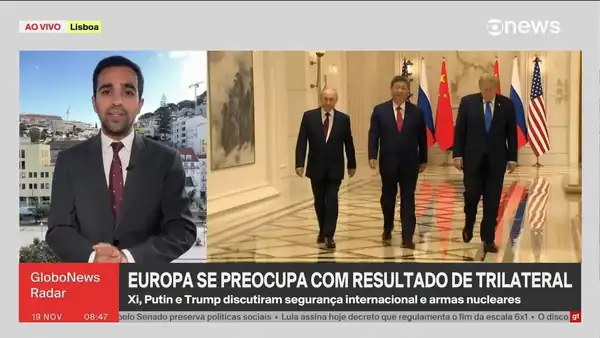 AO VIVO
Lisboa
news
EUROPA SE PREOCUPA COM RESULTADO DE TRILATERAL
Xi, Putin e Trump discutiram segurança internacional e armas nucleares
GloboNews
Radar
19 NOV 08:47
pelo Senado preserva políticas sociais • Lula assina hoje decreto que regulamenta o fim da escala 6x1 • O disco
g1